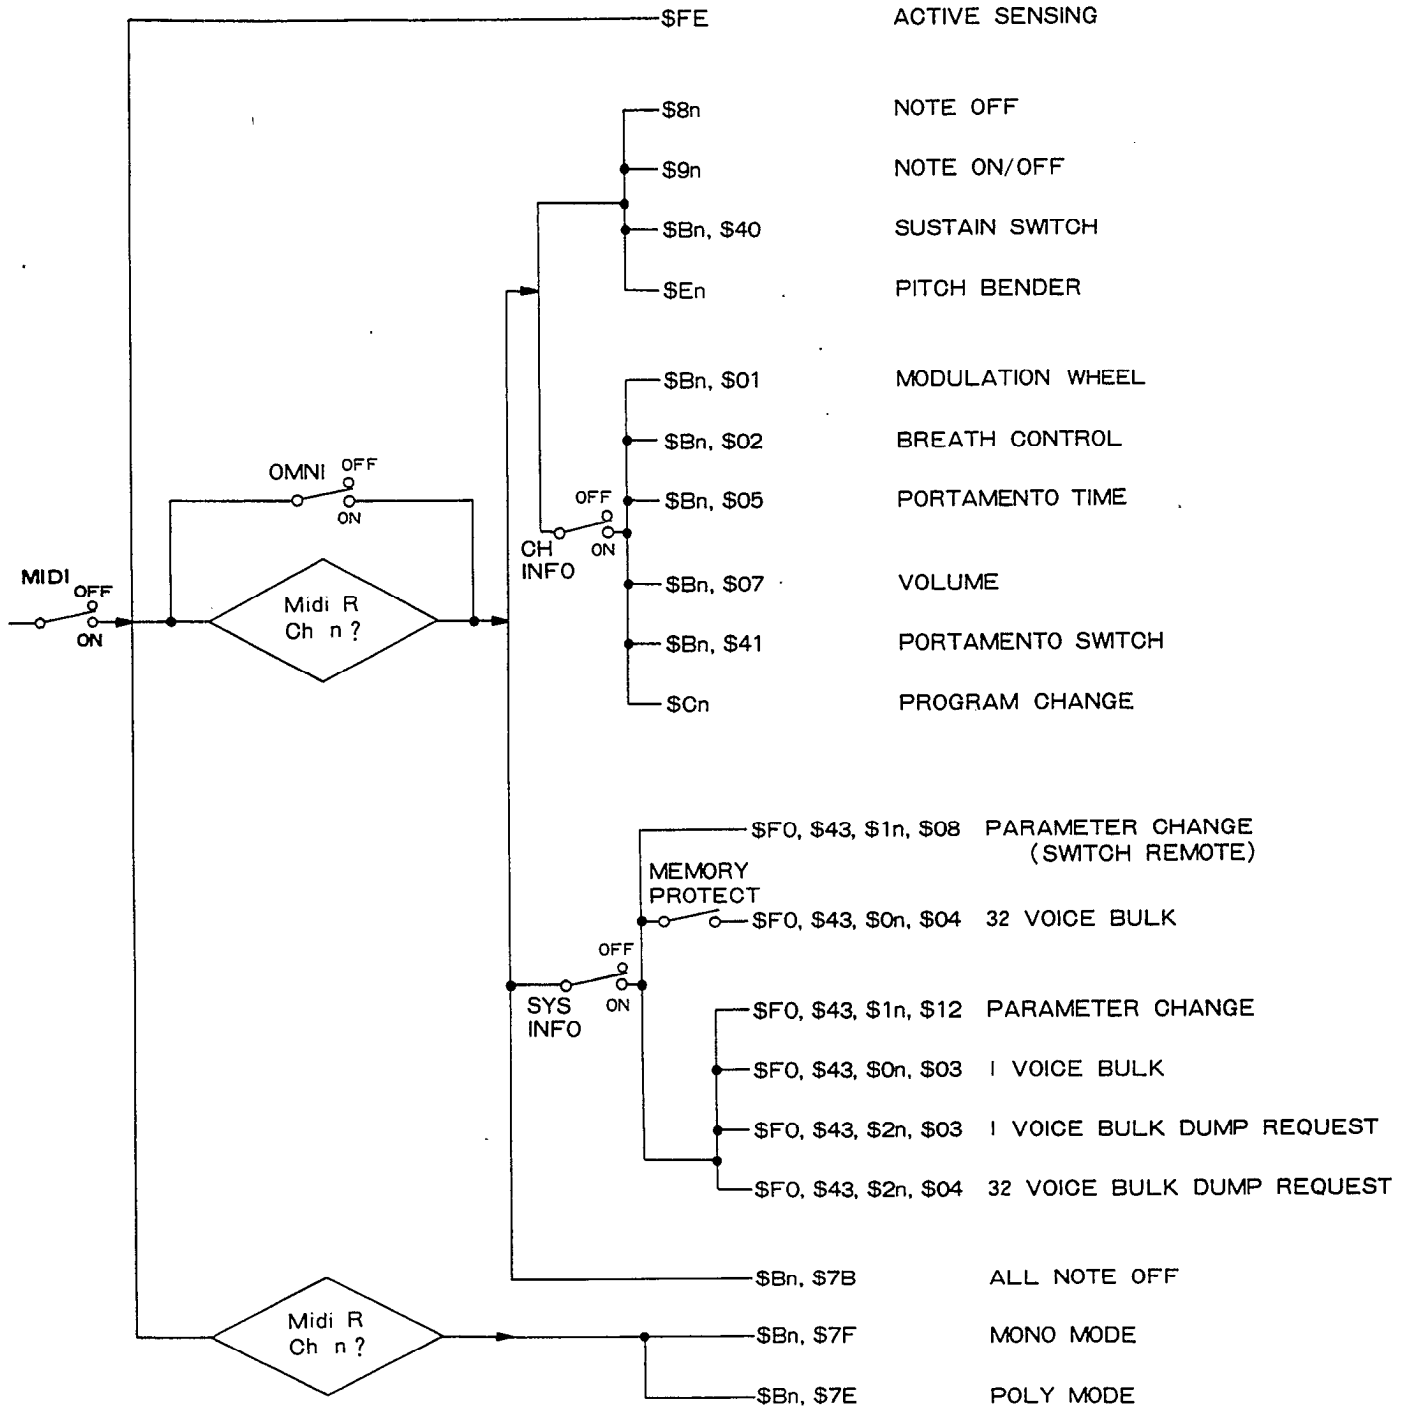 $FE ACTIVE SENSING
$8n NOTE OFF
$9n NOTE ON/OFF
$Bn, $40 SUSTAIN SWITCH
$En PITCH BENDER
$Bn, $01 MODULATION WHEEL
$Bn, $02 BREATH CONTROL
OMNI OFF
ON
OFF
$Bn, $05 PORTAMENTO TIME
CH ON
INFO
MIDI
OFF
ON
Midi R
Ch n?
$Bn, $07 VOLUME
$Bn, $41 PORTAMENTO SWITCH
$Cn PROGRAM CHANGE
$F0, $43, $1n, $08 PARAMETER CHANGE
(SWITCH REMOTE)
MEMORY
PROTECT
$F0, $43, $0n, $04 32 VOICE BULK
OFF
SYS ON
INFO
$F0, $43, $1n, $12 PARAMETER CHANGE
$F0, $43, $0n, $03 1 VOICE BULK
$F0, $43, $2n, $03 1 VOICE BULK DUMP REQUEST
$F0, $43, $2n, $04 32 VOICE BULK DUMP REQUEST
$Bn, $7B ALL NOTE OFF
Midi R
Ch n?
$Bn, $7F MONO MODE
$Bn, $7E POLY MODE